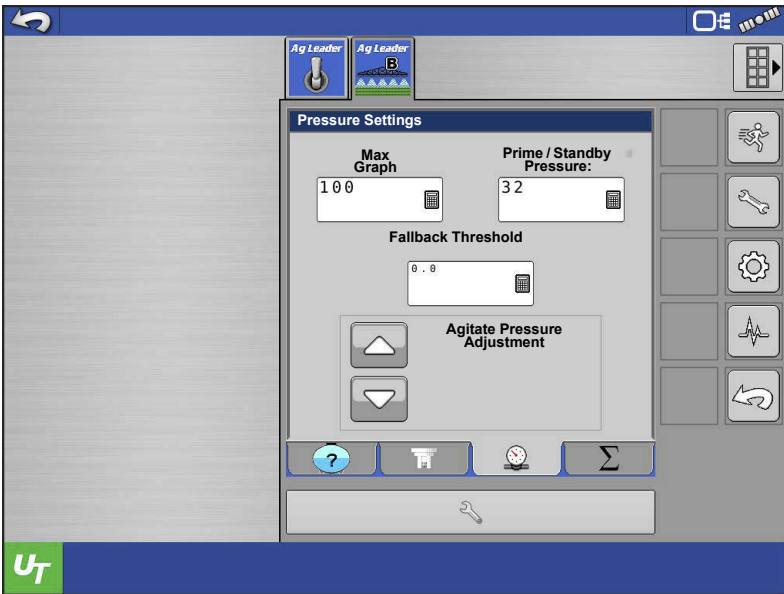 Ag Leader
Ag Leader
B
Pressure Settings
Max
Graph
Prime / Standby
Pressure:
100
32
Fallback Threshold
0.0
Agitate Pressure
Adjustment
?
Σ
UT